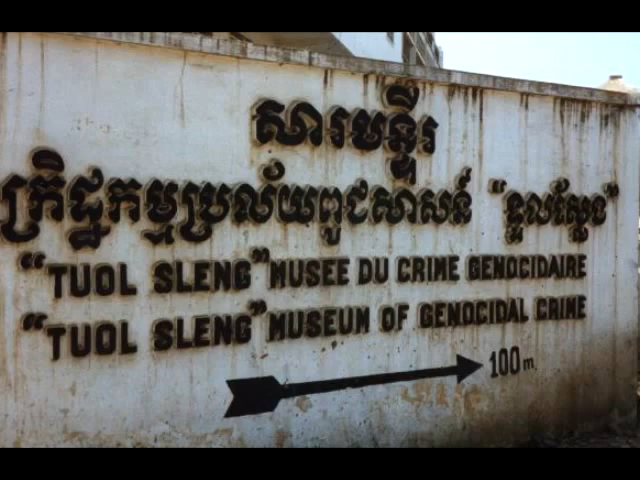 សារមន្ទីរ
ក្រិដ្ឋកម្មប្រល័យពូជសាសន៍ "ទួលស្លែង"
"TUOL SLENG" MUSEE DU CRIME GENOCIDAIRE
"TUOL SLENG" MUSEUM OF GENOCIDAL CRIME
100 m.